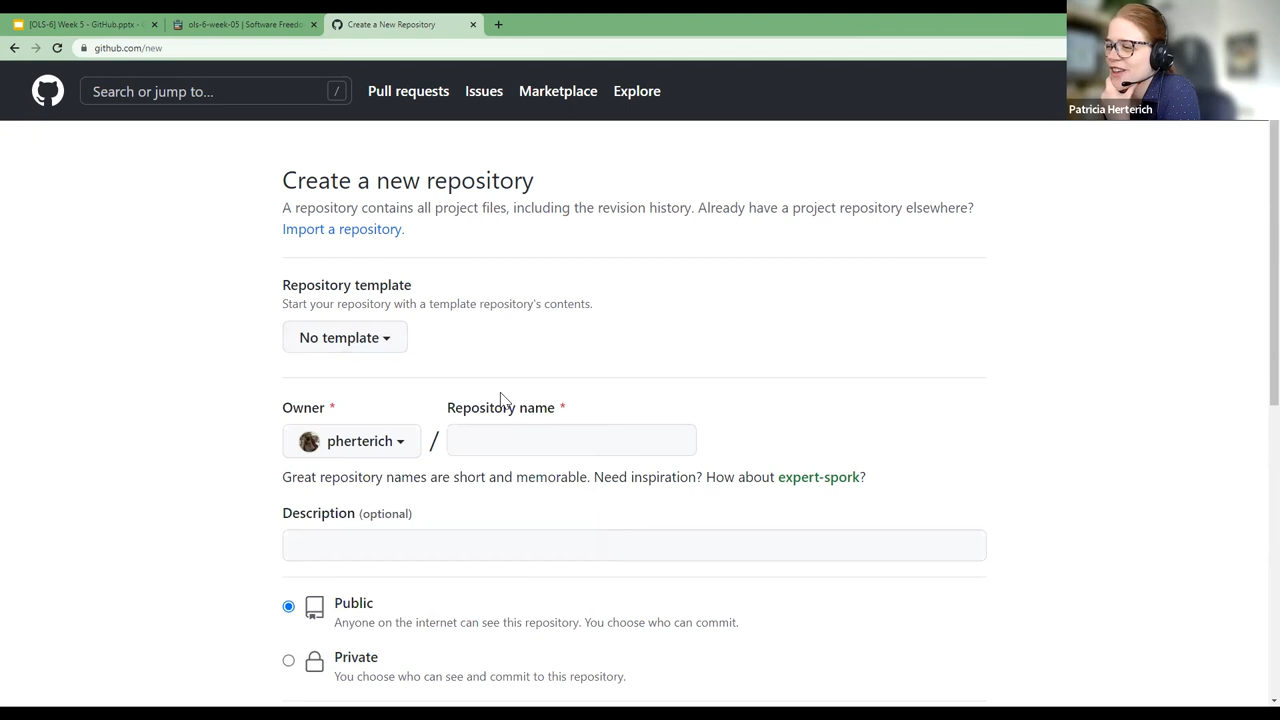 [OLS-6] Week 5 - GitHub.pptx -
ols-6-week-05 | Software Freedo
Create a New Repository
github.com/new
Search or jump to...
/
Pull requests
Issues
Marketplace
Explore
Patricia Herterich
Create a new repository
A repository contains all project files, including the revision history. Already have a project repository elsewhere?
Import a repository.
Repository template
Start your repository with a template repository's contents.
No template
Owner *
Repository name *
pherterich
/
Great repository names are short and memorable. Need inspiration? How about expert-spork?
Description (optional)
Public
Anyone on the internet can see this repository. You choose who can commit.
Private
You choose who can see and commit to this repository.